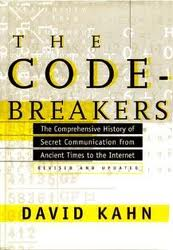 THE
CODE-
BREAKERS
The Comprehensive History of
Secret Communication from
Ancient Times to the Internet
REVISED AND UPDATED
DAVID KAHN